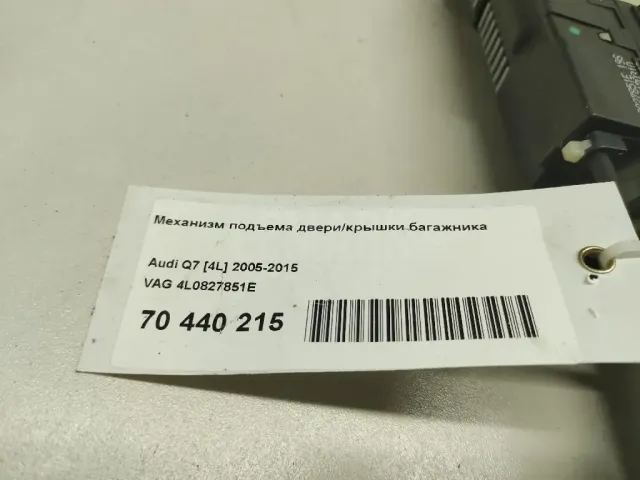 Механизм подъема двери/крышки багажника
Audi Q7 [4L] 2005-2015
VAG 4L0827851E
70 440 215